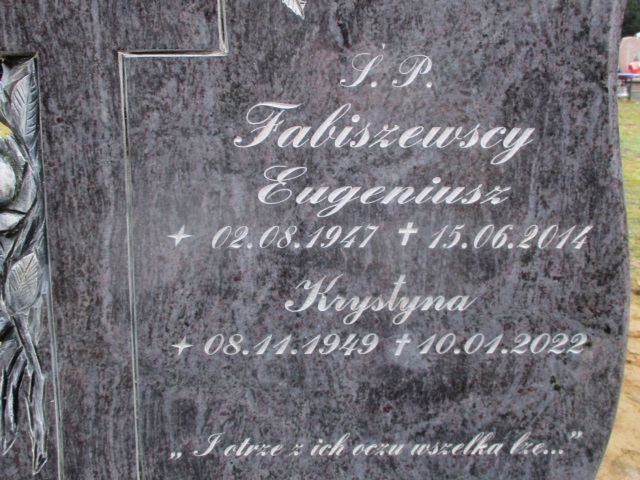 Ś. P.
Fabiszewscy
Eugeniusz
02.08.1947 ✝ 15.06.2014
Krystyna
08.11.1949 ✝ 10.01.2022
„I otrze z ich oczu wszelka łzę..."